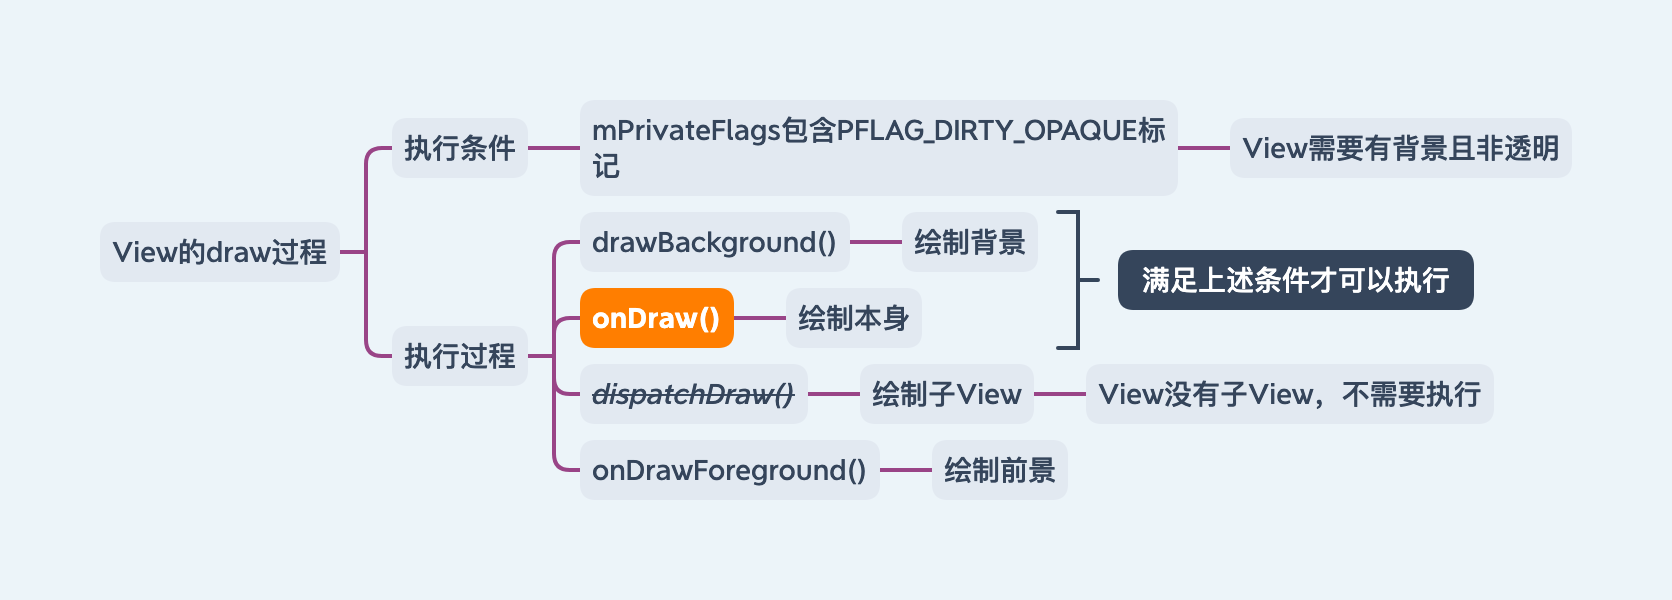 View的draw过程
执行条件
mPrivateFlags包含PFLAG_DIRTY_OPAQUE标
记
View需要有背景且非透明
执行过程
drawBackground()
绘制背景
onDraw()
绘制本身
满足上述条件才可以执行
dispatchDraw()
绘制子View
View没有子View，不需要执行
onDrawForeground()
绘制前景